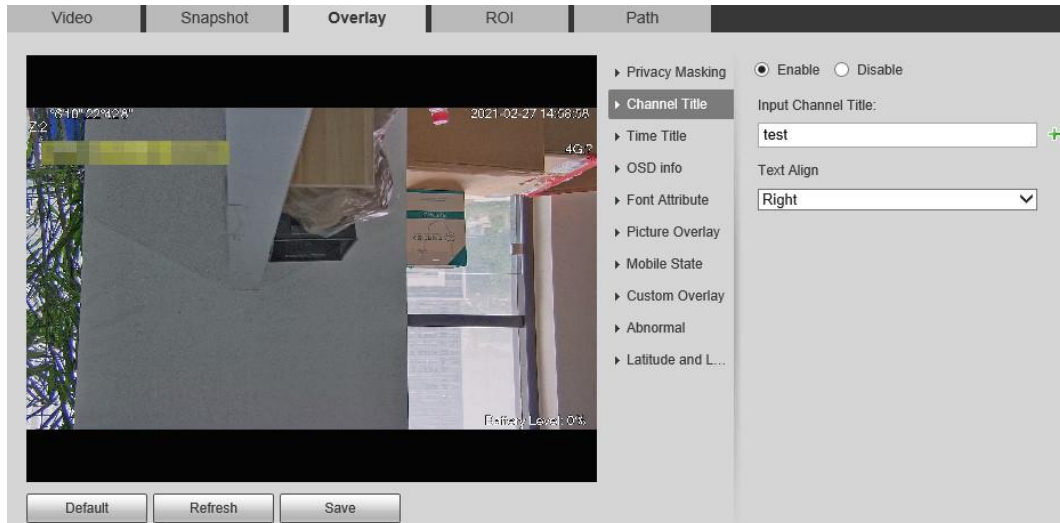 Video
Snapshot
Overlay
ROI
Path
2021-02-27 14:58:58
Z:2
4G:?
Battery Level: 0%
Privacy Masking
Channel Title
Time Title
OSD info
Font Attribute
Picture Overlay
Mobile State
Custom Overlay
Abnormal
Latitude and L...
Enable
Disable
Input Channel Title:
test
Text Align
Right
Default
Refresh
Save